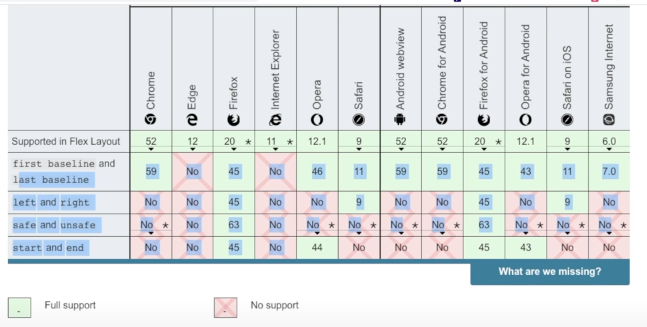 Chrome Edge Firefox Internet Explorer Opera Safari Android webview Chrome for Android Firefox for Android Opera for Android Safari on iOS Samsung Internet
Supported in Flex Layout 52 12 20 * 11 * 12.1 9 52 52 20 * 12.1 9 6.0
first baseline and
last baseline 59 No 45 No 46 11 59 59 45 43 11 7.0
left and right No No 45 No No 9 No No 45 No 9 No
safe and unsafe No * No 63 No No * No * No * No * 63 No * No * No *
start and end No No 45 No 44 No No No 45 43 No No
What are we missing?
Full support
No support